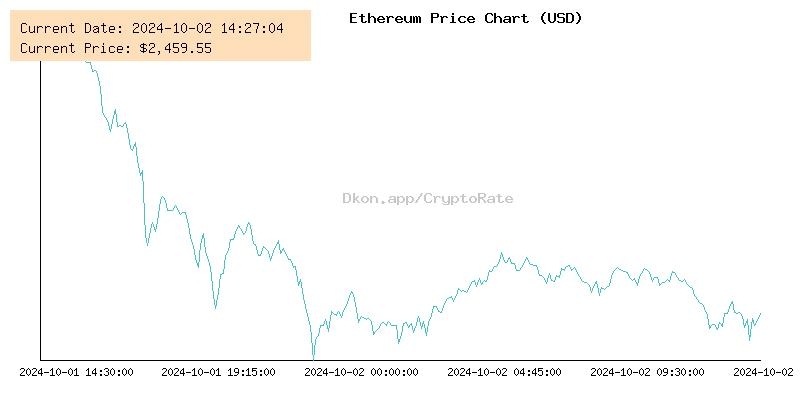 Ethereum Price Chart (USD)
Current Date: 2024-10-02 14:27:04
Current Price: $2,459.55
Dkon.app/CryptoRate
2024-10-01 14:30:00 2024-10-01 19:15:00 2024-10-02 00:00:00 2024-10-02 04:45:00 2024-10-02 09:30:00 2024-10-02